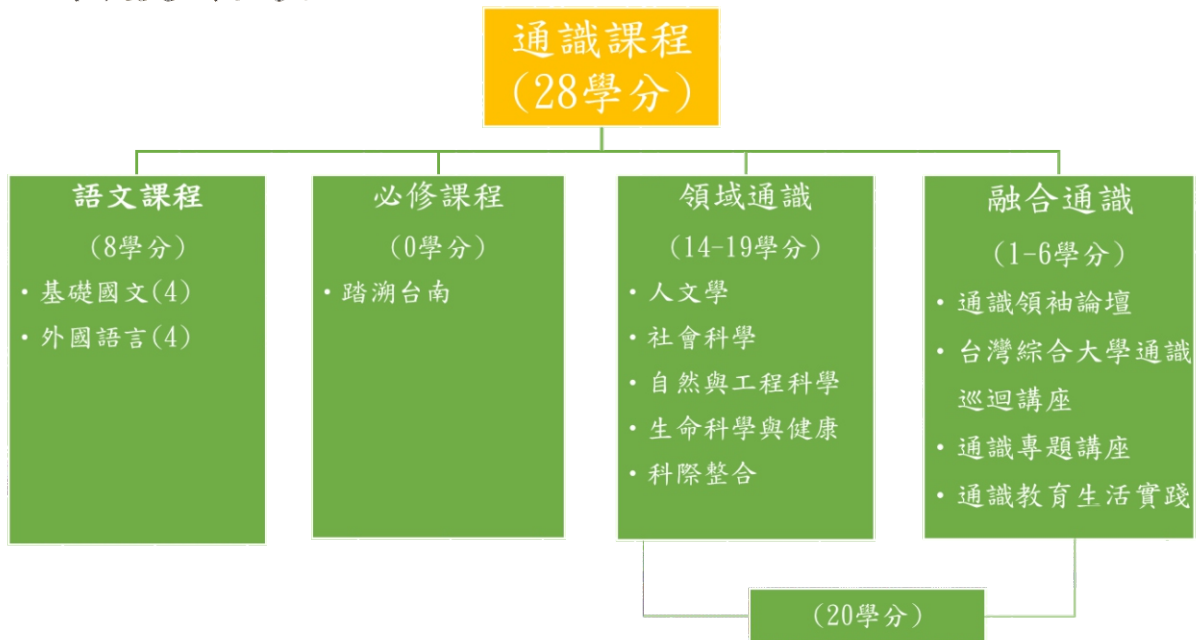 通識課程
(28學分)
語文課程
(8學分)
・基礎國文(4)
・外國語言(4)
必修課程
(0學分)
・踏溯台南
領域通識
(14-19學分)
・人文學
・社會科學
・自然與工程科學
・生命科學與健康
・科際整合
融合通識
(1-6學分)
・通識領袖論壇
・台灣綜合大學通識
巡迴講座
・通識專題講座
・通識教育生活實踐
(20學分)